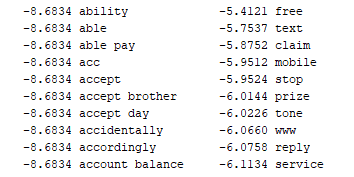 -8.6834 ability -5.4121 free
-8.6834 able -5.7537 text
-8.6834 able pay -5.8752 claim
-8.6834 acc -5.9512 mobile
-8.6834 accept -5.9524 stop
-8.6834 accept brother -6.0144 prize
-8.6834 accept day -6.0226 tone
-8.6834 accidentally -6.0660 www
-8.6834 accordingly -6.0758 reply
-8.6834 account balance -6.1134 service